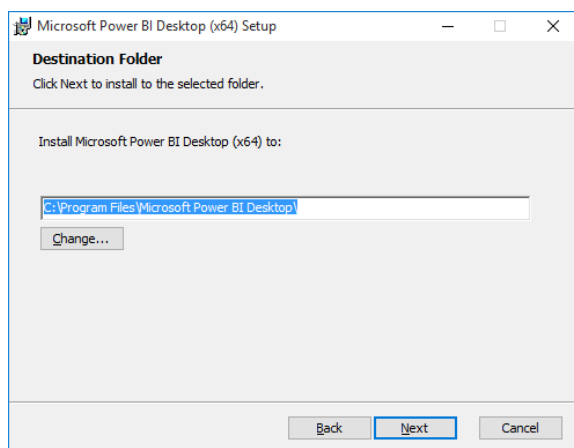 Microsoft Power BI Desktop (x64) Setup
Destination Folder
Click Next to install to the selected folder.
Install Microsoft Power BI Desktop (x64) to:
C:\Program Files\Microsoft Power BI Desktop\
Change...
Back Next Cancel